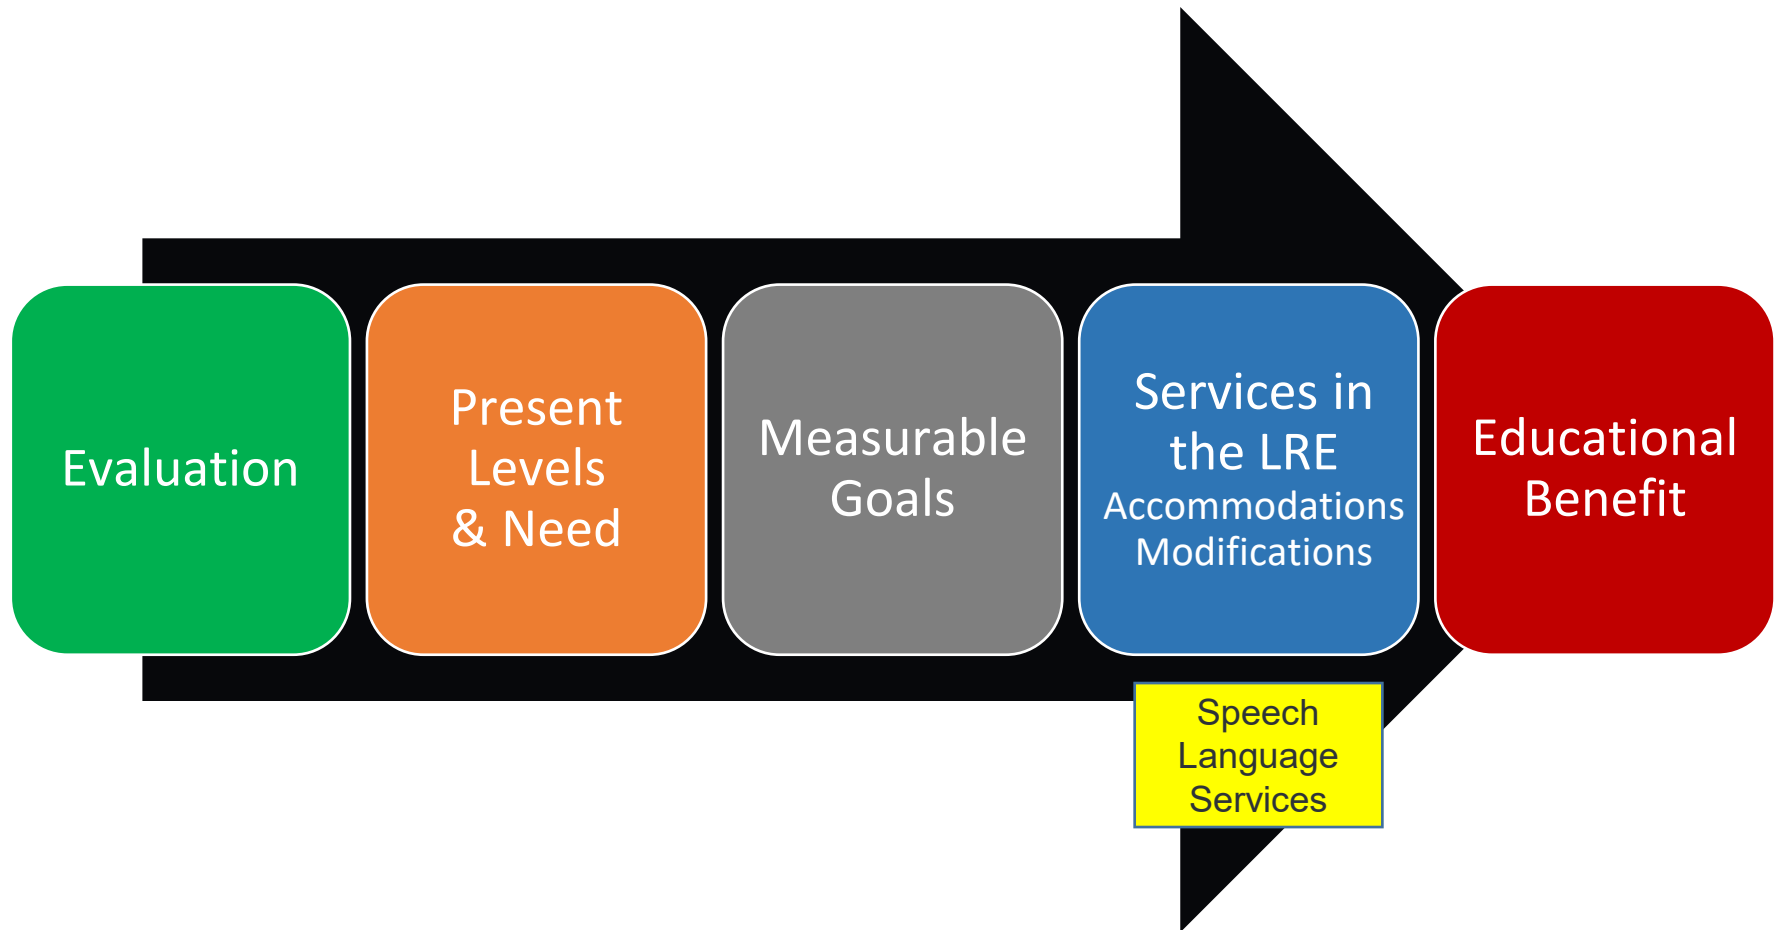 Evaluation
Present
Levels
& Need
Measurable
Goals
Services in
the LRE
Accommodations
Modifications
Educational
Benefit
Speech
Language
Services